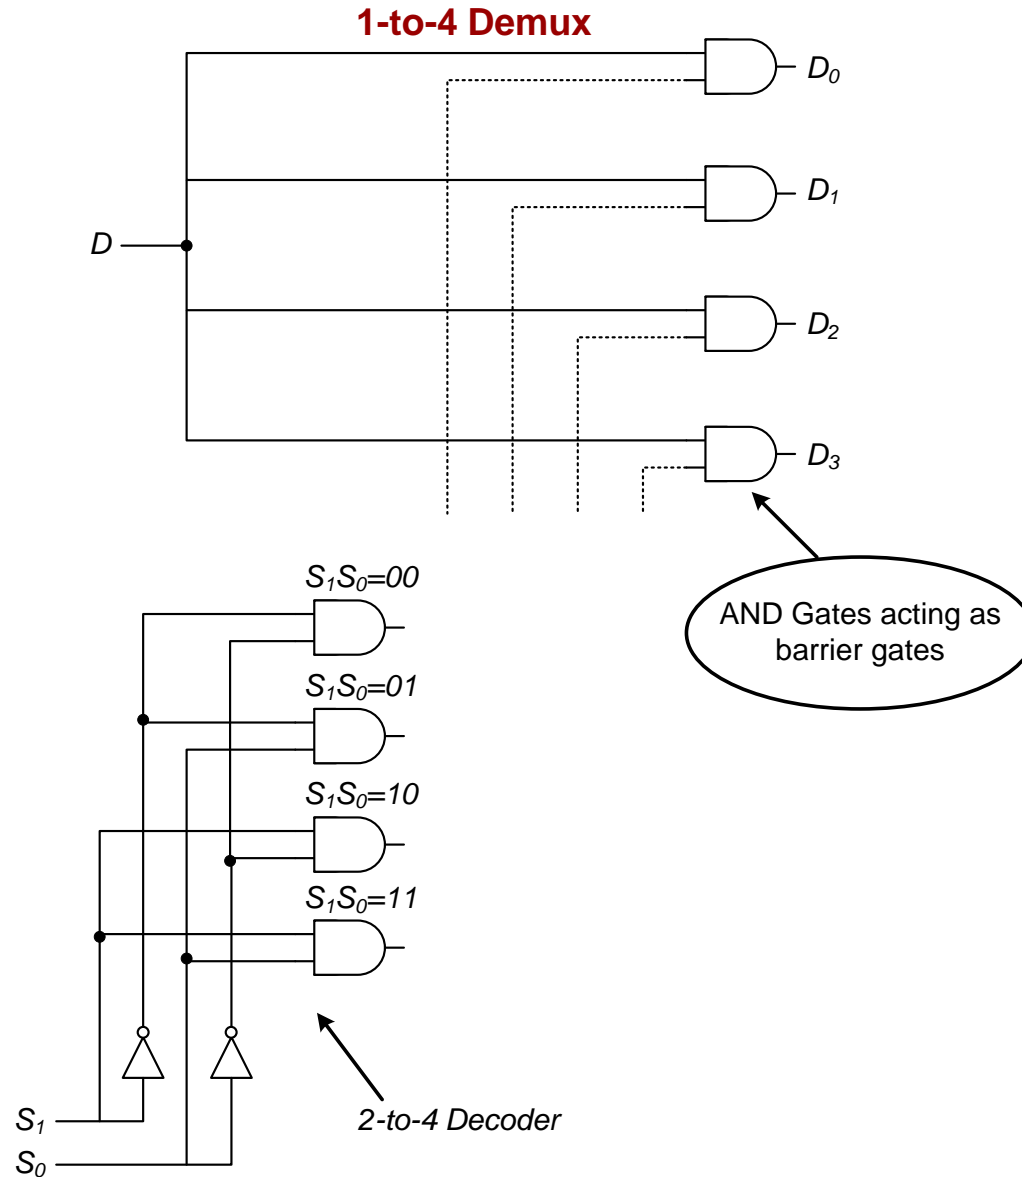 1-to-4 Demux
D₀
D₁
D
D₂
D₃
S₁S₀=00
AND Gates acting as
barrier gates
S₁S₀=01
S₁S₀=10
S₁S₀=11
S₁
2-to-4 Decoder
S₀